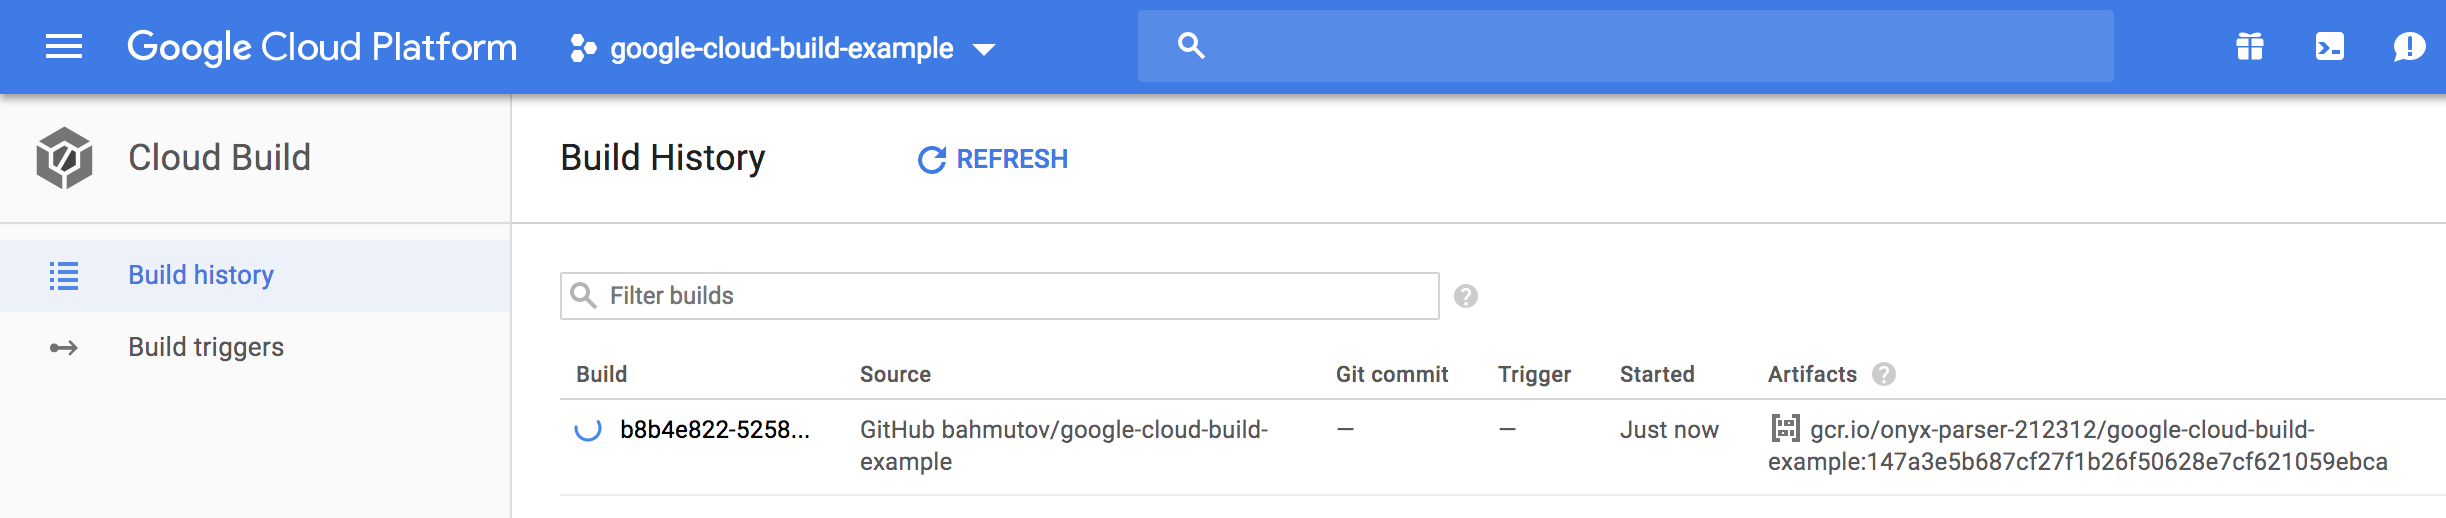 Google Cloud Platform
google-cloud-build-example
Cloud Build
Build History
REFRESH
Build history
Build triggers
Filter builds
Build Source Git commit Trigger Started Artifacts
b8b4e822-5258... GitHub bahmutov/google-cloud-build- — — Just now gcr.io/onyx-parser-212312/google-cloud-build-
example example:147a3e5b687cf27f1b26f50628e7cf621059ebca